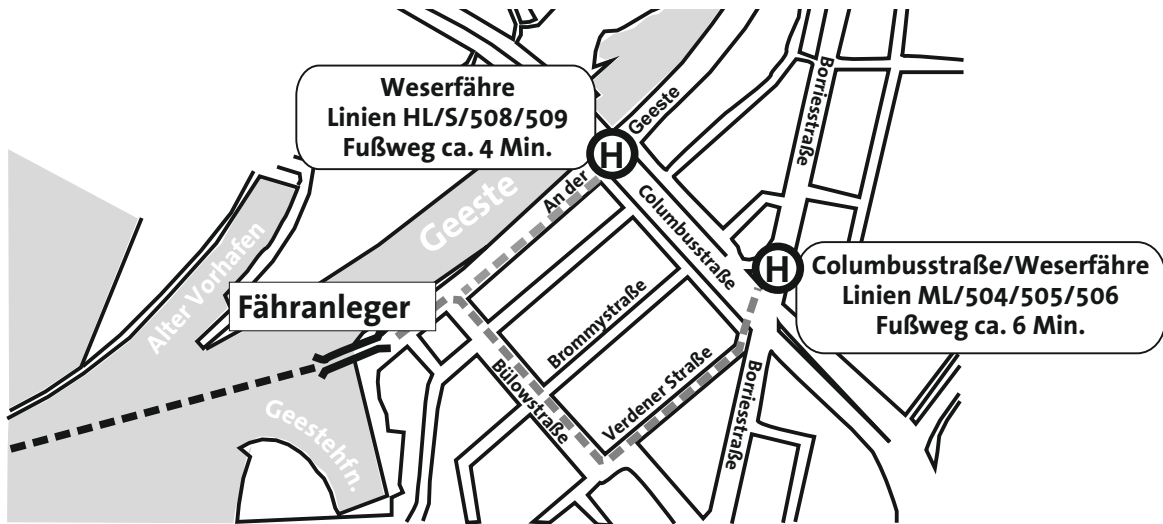 Weserfähre
Linien HL/S/508/509
Fußweg ca. 4 Min.
H
An der
Geeste
Geeste
Borriesstraße
Columbusstraße
Alter Vorhafen
H
Columbusstraße/Weserfähre
Linien ML/504/505/506
Fußweg ca. 6 Min.
Fähranleger
Brommystraße
Bülowstraße
Verdener Straße
Borriesstraße
Geestehfn.